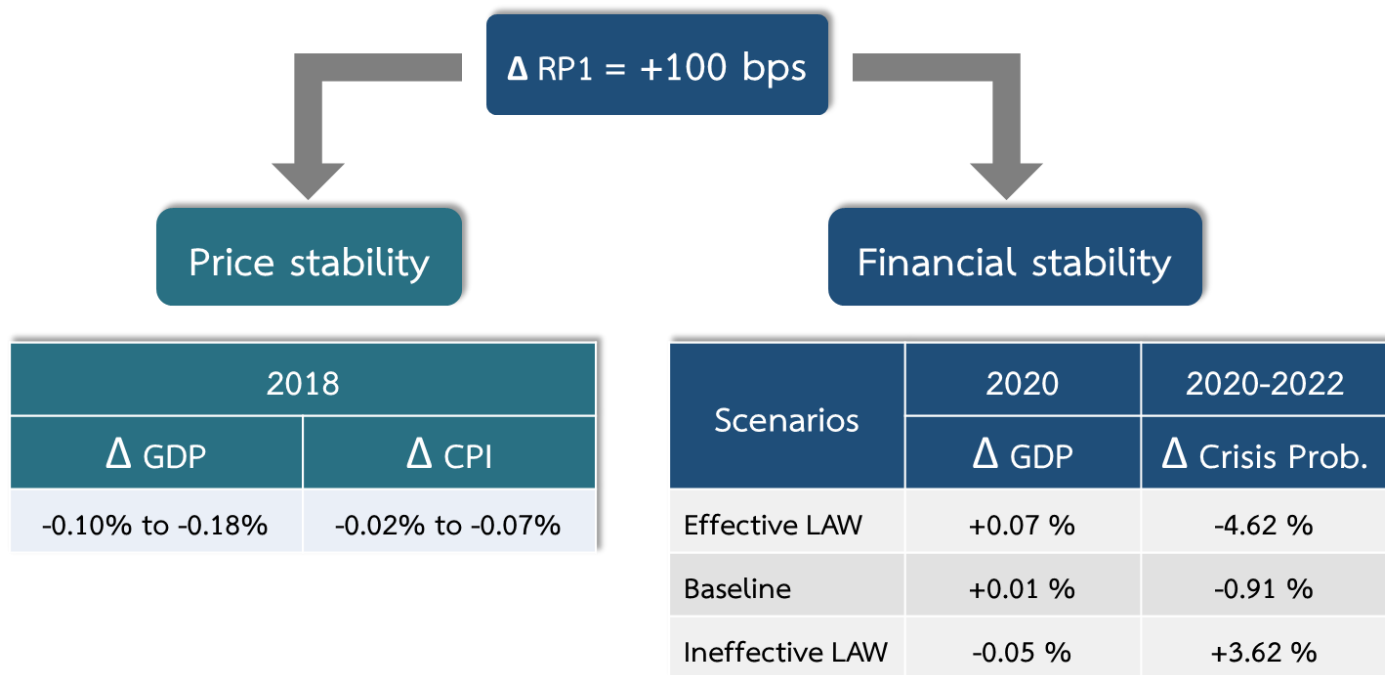 Δ RP1 = +100 bps
Price stability
2018
Δ GDP Δ CPI
-0.10% to -0.18% -0.02% to -0.07%
Financial stability
Scenarios 2020 2020-2022
Δ GDP Δ Crisis Prob.
Effective LAW +0.07 % -4.62 %
Baseline +0.01 % -0.91 %
Ineffective LAW -0.05 % +3.62 %